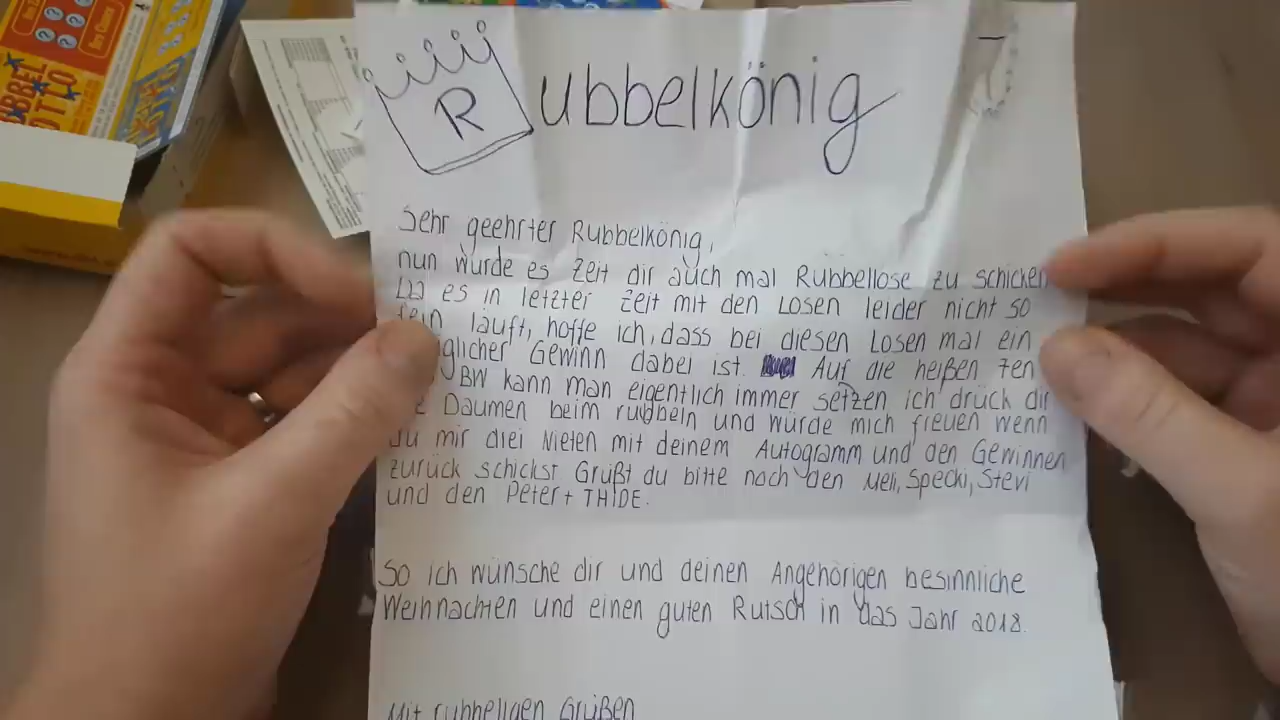 Rubbelkönig
Sehr geehrter Rubbelkönig,
nun wurde es zeit dir auch mal Rubbellose zu schicken
Da es in letzter zeit mit den Losen leider nicht so
fein läuft, hoffe ich, dass bei diesen Losen mal ein
Gewinn dabei ist. Auf die heißen 7en
BW kann man eigentlich immer setzen ich drück dir
Daumen beim rubbeln und würde mich freuen wenn
du mir drei Nieten mit deinem Autogramm und den Gewinnen
zurück schickst Grüßt du bitte noch den Meli, Specki, Stevi
und den Peter + THIDE.
So ich wünsche dir und deinen Angehörigen besinnliche
Weihnachten und einen guten Rutsch in das Jahr 2018.
Mit rubbeligen Grüßen